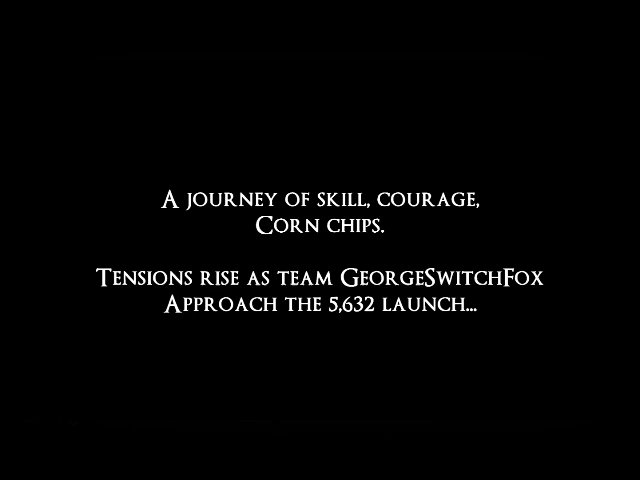 A journey of skill, courage,
Corn chips.
Tensions rise as team GeorgeSwitchFox
Approach the 5,632 launch...